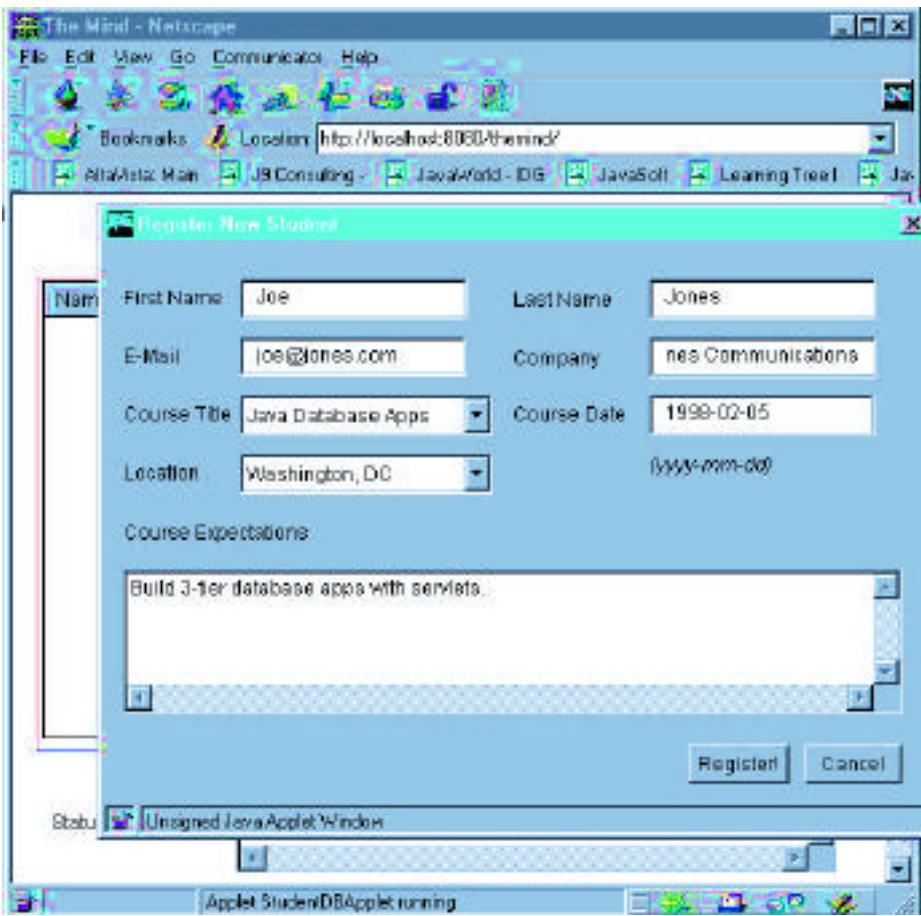 The Mind - Netscape
File Edit View Go Communicator Help
Bookmarks Location: http://localhost:8080/themind/
AltaVista: Main J9 Consulting - JavaWorld - IDG JavaSoft Learning Tree I Jav
Register New Student
Nam
First Name Joe Last Name Jones
E-Mail joe@jones.com Company nes Communications
Course Title Java Database Apps Course Date 1998-02-05
Location Washington, DC (yyyy-mm-dd)
Course Expectations
Build 3-tier database apps with servlets.
Register! Cancel
Statu Unsigned Java Applet Window
Applet StudentDBApplet running